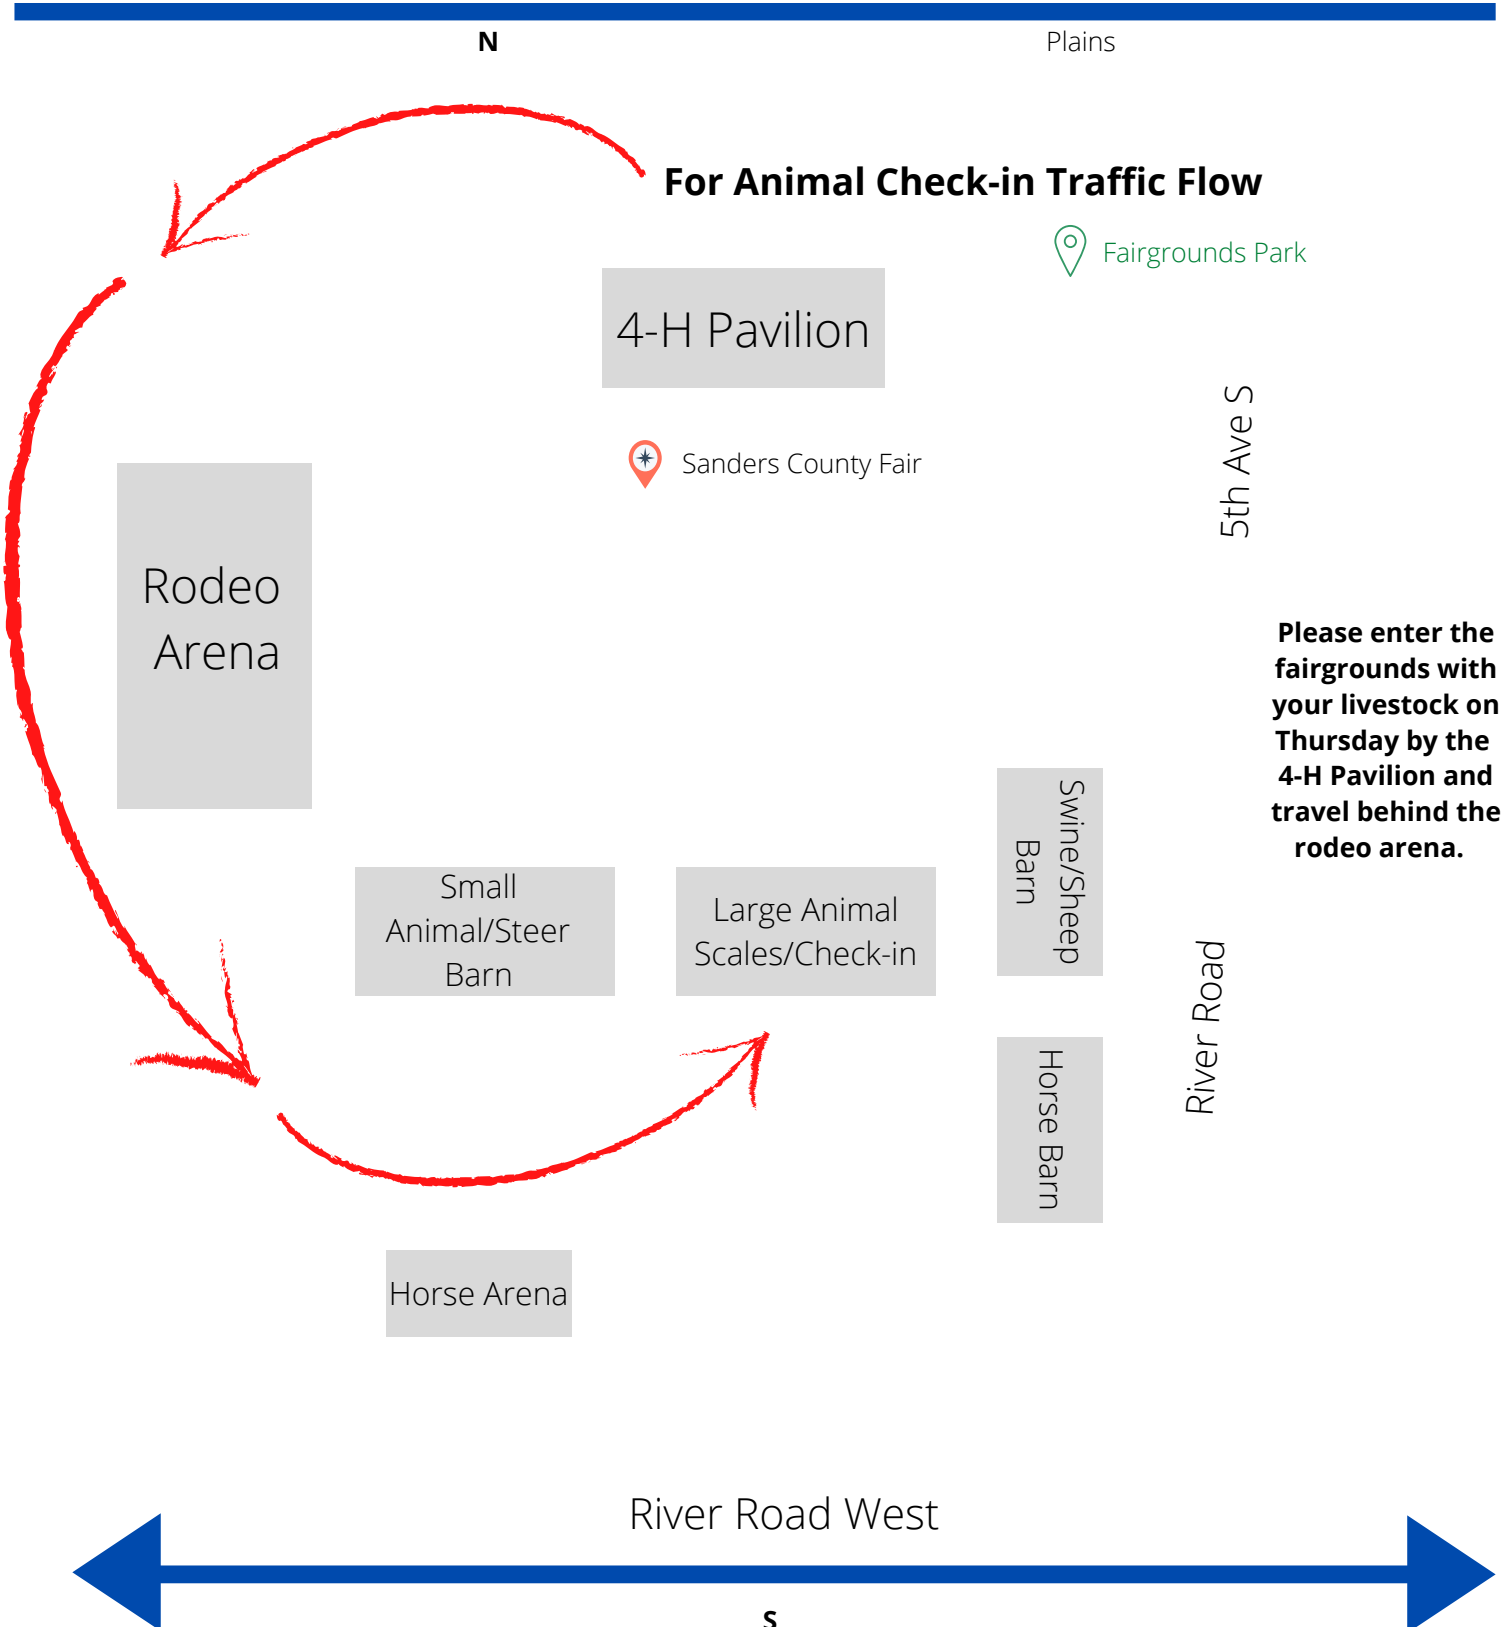 N
Plains
For Animal Check-in Traffic Flow
Fairgrounds Park
4-H Pavilion
Sanders County Fair
5th Ave S
Rodeo
Arena
Please enter the
fairgrounds with
your livestock on
Thursday by the
4-H Pavilion and
travel behind the
rodeo arena.
Small
Animal/Steer
Barn
Large Animal
Scales/Check-in
Swine/Sheep
Barn
River Road
Horse Barn
Horse Arena
River Road West
S